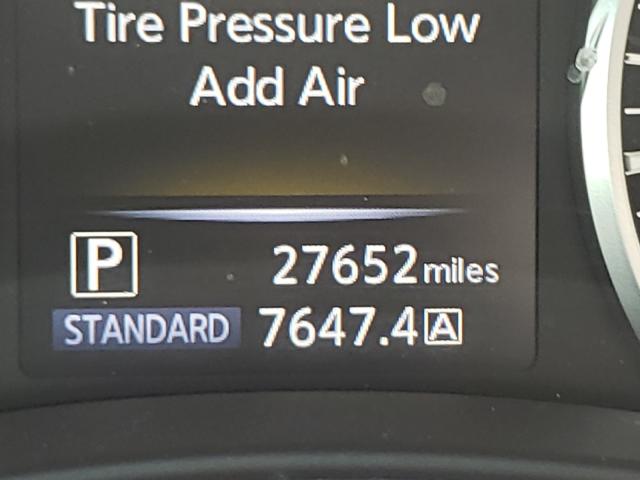 Tire Pressure Low
Add Air
P 27652 miles
STANDARD 7647.4 A